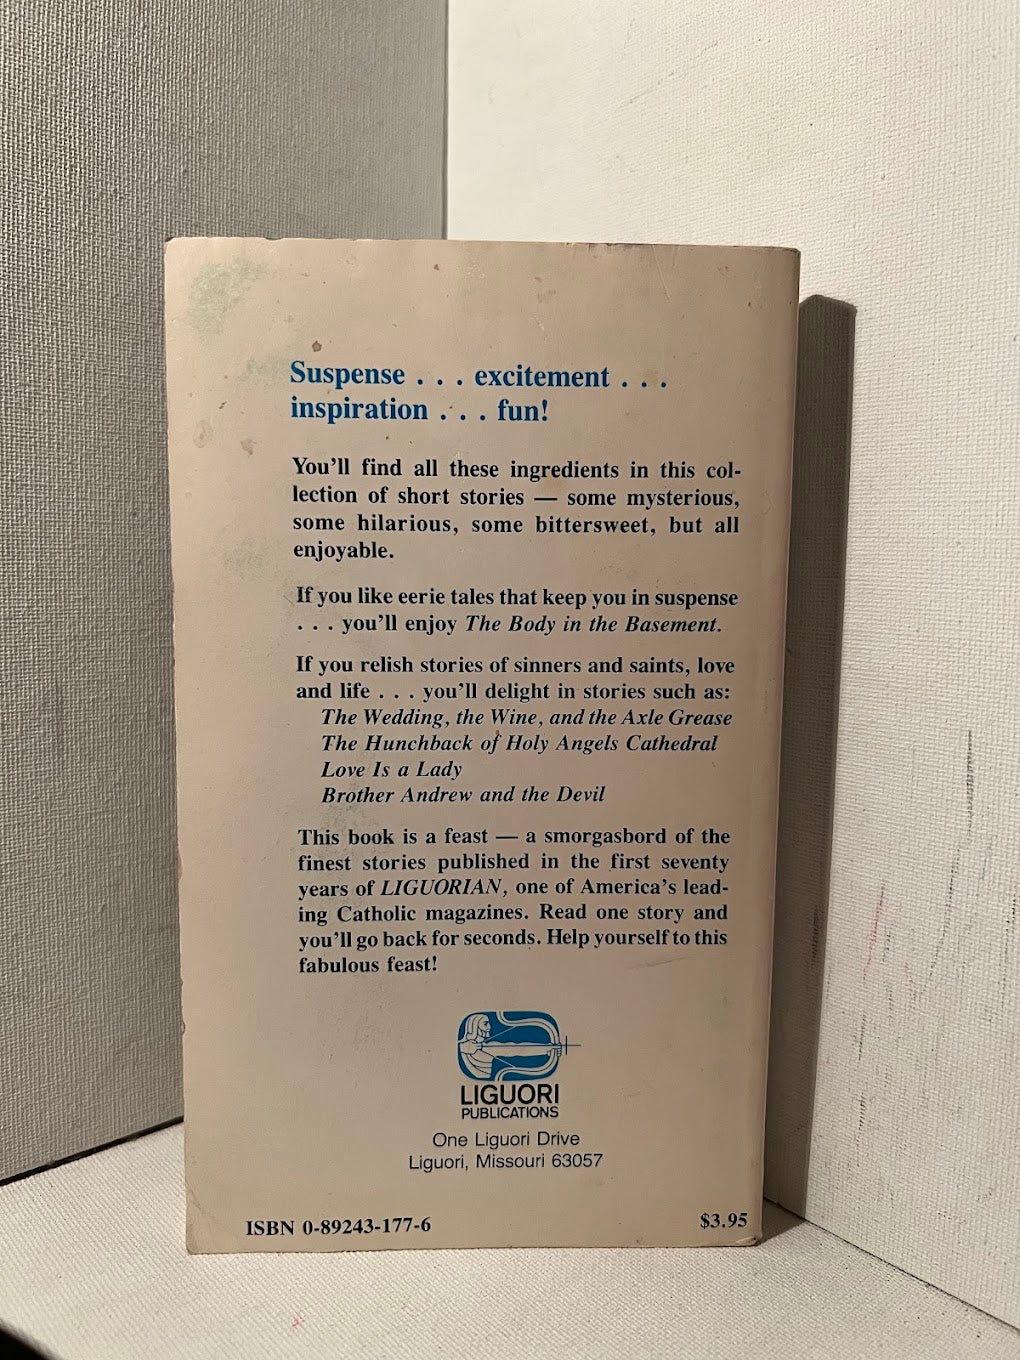 Suspense . . . excitement . . .
inspiration . . . fun!
You'll find all these ingredients in this col-
lection of short stories — some mysterious,
some hilarious, some bittersweet, but all
enjoyable.
If you like eerie tales that keep you in suspense
. . . you'll enjoy The Body in the Basement.
If you relish stories of sinners and saints, love
and life . . . you'll delight in stories such as:
The Wedding, the Wine, and the Axle Grease
The Hunchback of Holy Angels Cathedral
Love Is a Lady
Brother Andrew and the Devil
This book is a feast — a smorgasbord of the
finest stories published in the first seventy
years of LIGUORIAN, one of America's lead-
ing Catholic magazines. Read one story and
you'll go back for seconds. Help yourself to this
fabulous feast!
LIGUORI
PUBLICATIONS
One Liguori Drive
Liguori, Missouri 63057
ISBN 0-89243-177-6
$3.95